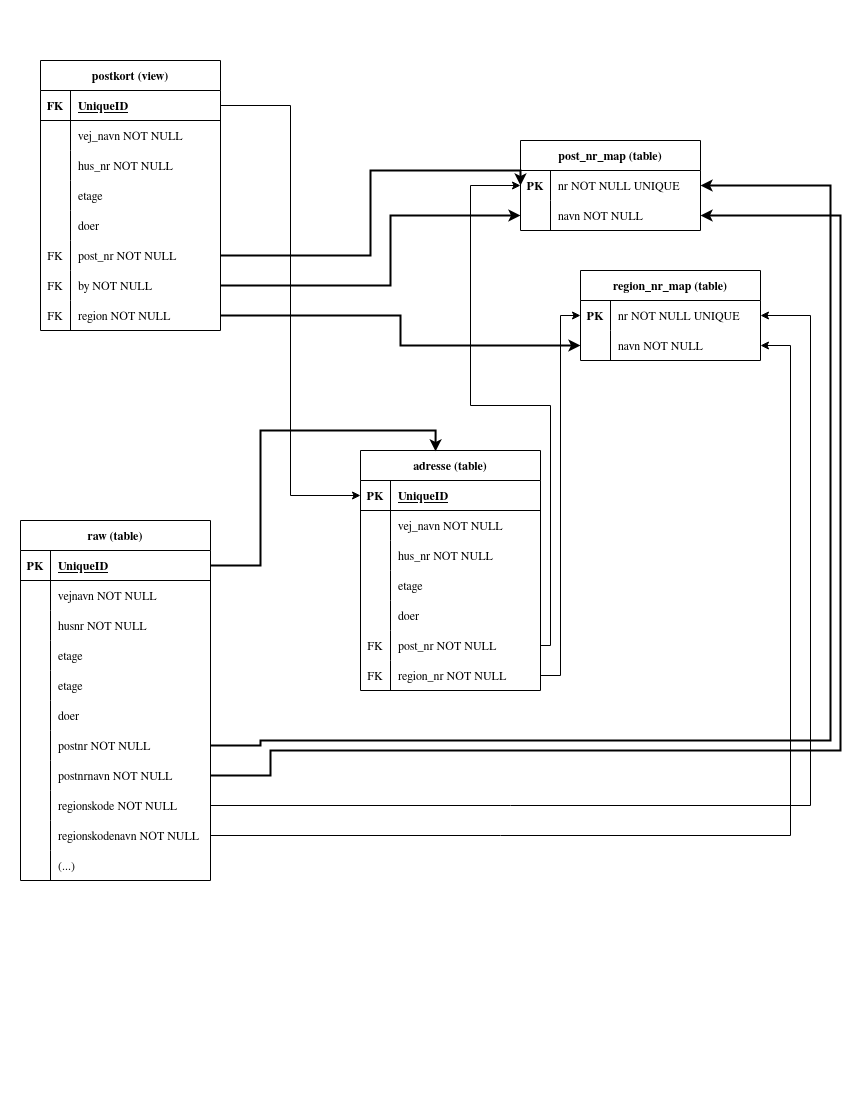 postkort (view)
FK UniqueID
vej_navn NOT NULL
hus_nr NOT NULL
etage
doer
FK post_nr NOT NULL
FK by NOT NULL
FK region NOT NULL
post_nr_map (table)
PK nr NOT NULL UNIQUE
navn NOT NULL
region_nr_map (table)
PK nr NOT NULL UNIQUE
navn NOT NULL
adresse (table)
PK UniqueID
vej_navn NOT NULL
hus_nr NOT NULL
etage
doer
FK post_nr NOT NULL
FK region_nr NOT NULL
raw (table)
PK UniqueID
vejnavn NOT NULL
husnr NOT NULL
etage
etage
doer
postnr NOT NULL
postnrnavn NOT NULL
regionskode NOT NULL
regionskodenavn NOT NULL
(...)